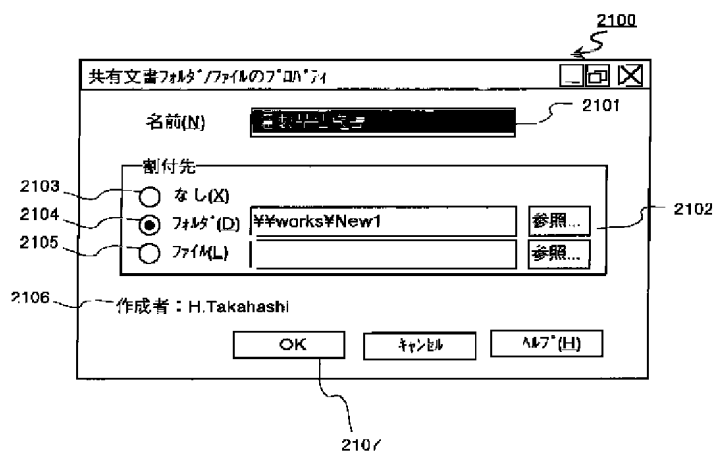 2100
共有文書ﾌｫﾙﾀﾞ/ﾌｧｲﾙのﾌﾟﾛﾊﾟﾃｨ
名前(N)
2101
割付先
2103 なし(X)
2104 ﾌｫﾙﾀﾞ(D) ¥¥works¥New1 参照... 2102
2105 ﾌｧｲﾙ(L) 参照...
2106 作成者：H.Takahashi
OK ｷｬﾝｾﾙ ﾍﾙﾌﾟ(H)
2107